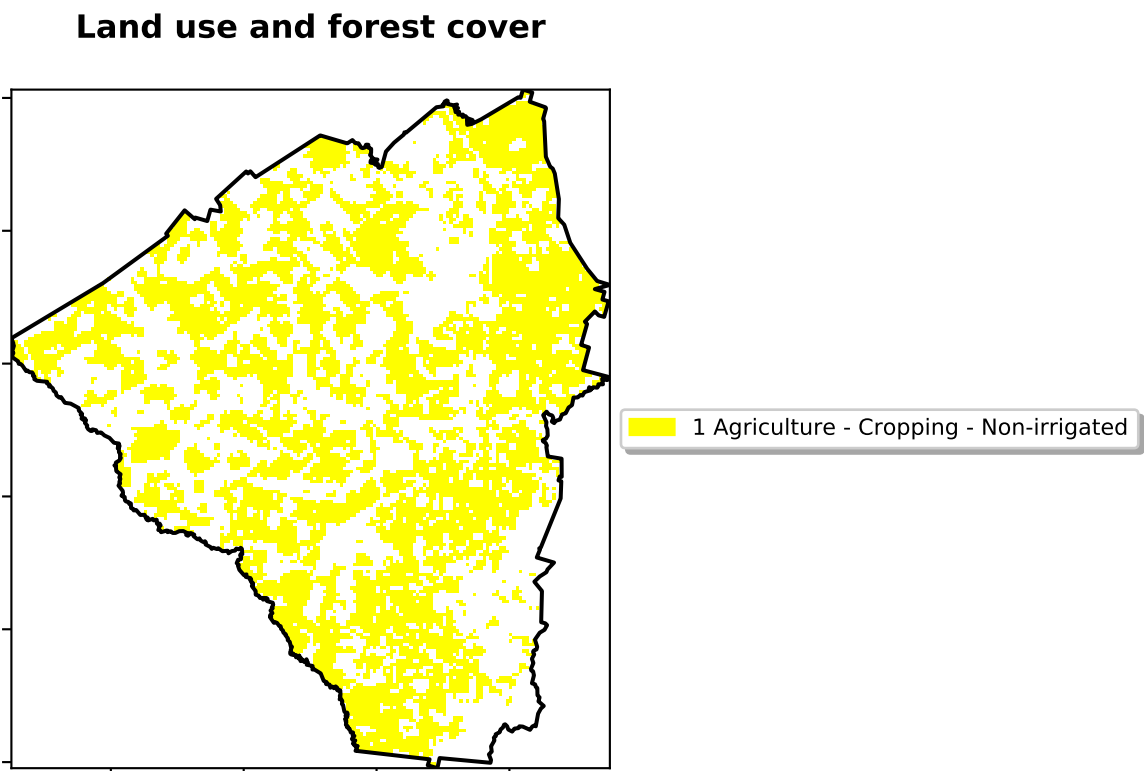 Land use and forest cover
1 Agriculture - Cropping - Non-irrigated